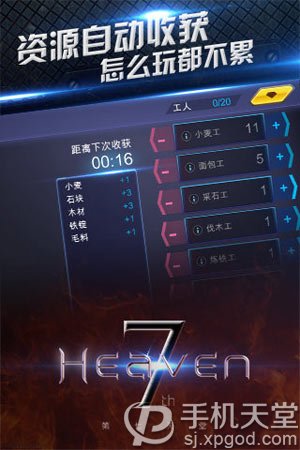 资源自动收获
怎么玩都不累
工人 0/20
距离下次收获
00:16
小麦 +1
石块 +3
木材 +3
铁锭 +1
毛料 +1
- 小麦工 11 +
- 面包工 5 +
- 采石工 1 +
- 伐木工 1 +
- 炼铁工 1 +
7
HEAVEN
th
第
堂
手机天堂
sj.xpgod.com